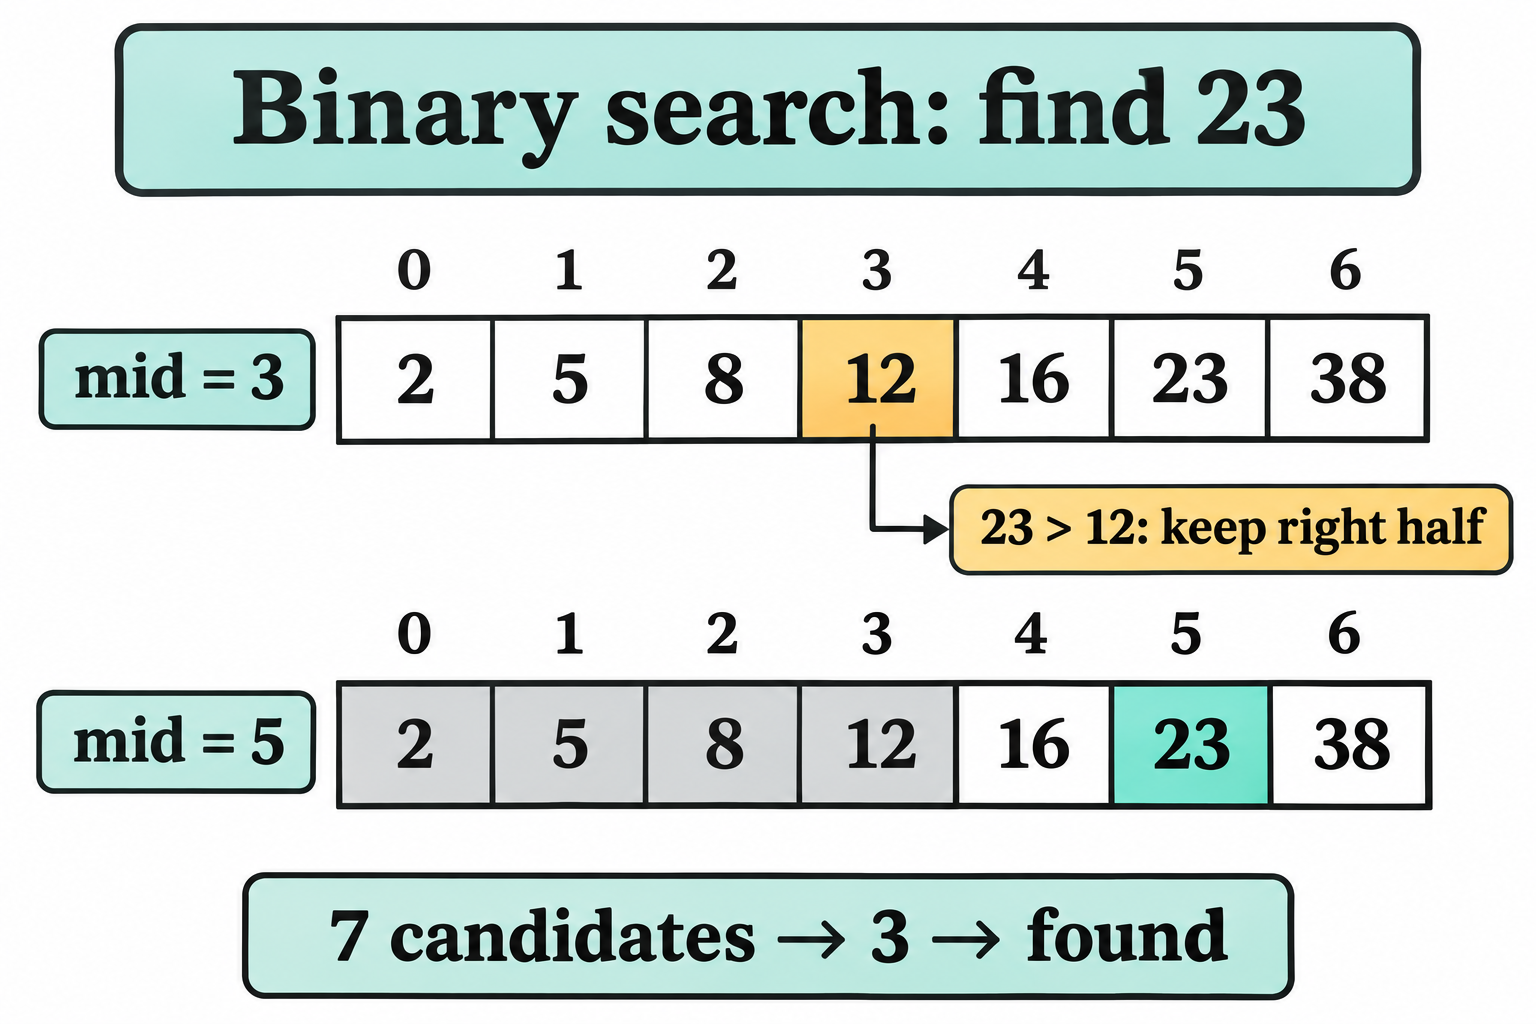 Binary search: find 23
0 1 2 3 4 5 6
mid = 3
2 5 8 12 16 23 38
23 > 12: keep right half
0 1 2 3 4 5 6
mid = 5
2 5 8 12 16 23 38
7 candidates → 3 → found